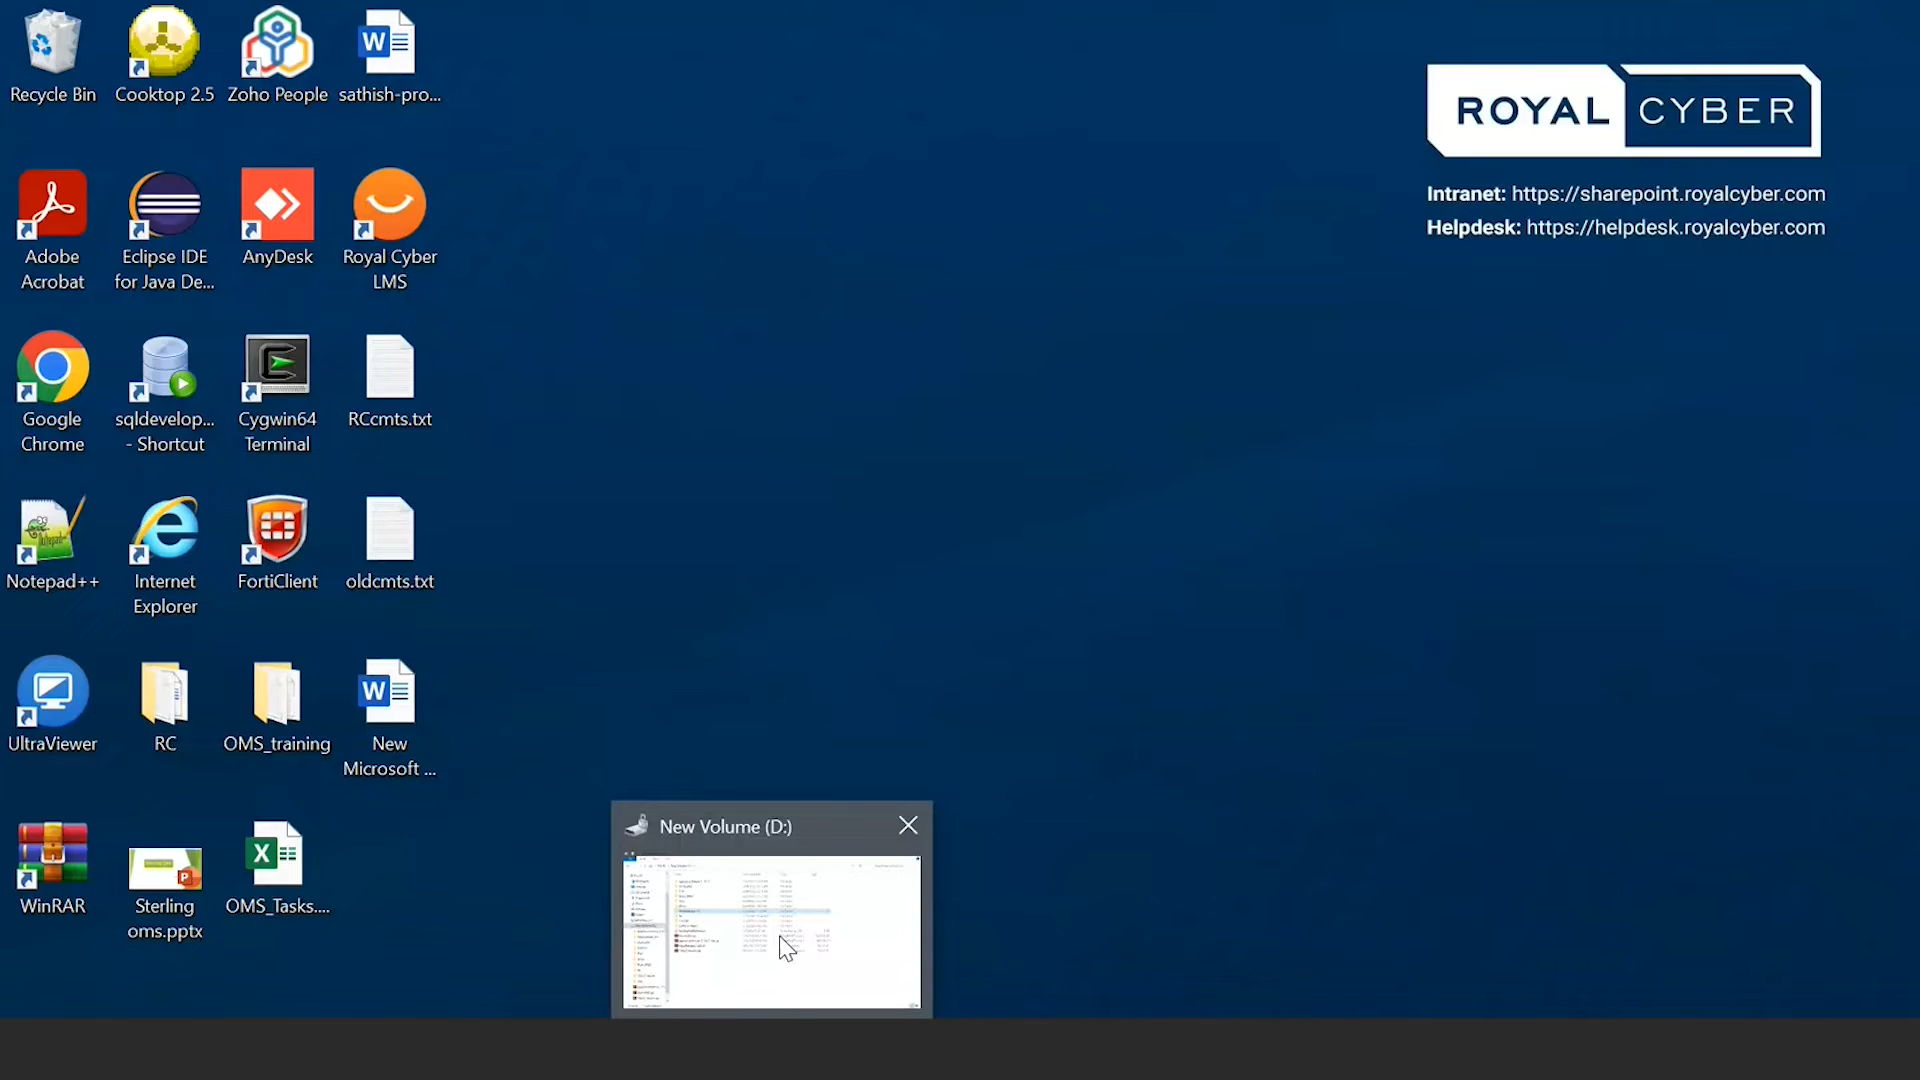 Recycle Bin
Cooktop 2.5
Zoho People
sathish-pro...
Adobe
Acrobat
Eclipse IDE
for Java De...
AnyDesk
Royal Cyber
LMS
Google
Chrome
sqldevelop...
- Shortcut
Cygwin64
Terminal
RCcmts.txt
Notepad++
Internet
Explorer
FortiClient
oldcmts.txt
UltraViewer
RC
OMS_training
New
Microsoft ...
WinRAR
Sterling
oms.pptx
OMS_Tasks....
ROYAL CYBER
Intranet: https://sharepoint.royalcyber.com
Helpdesk: https://helpdesk.royalcyber.com
New Volume (D:)